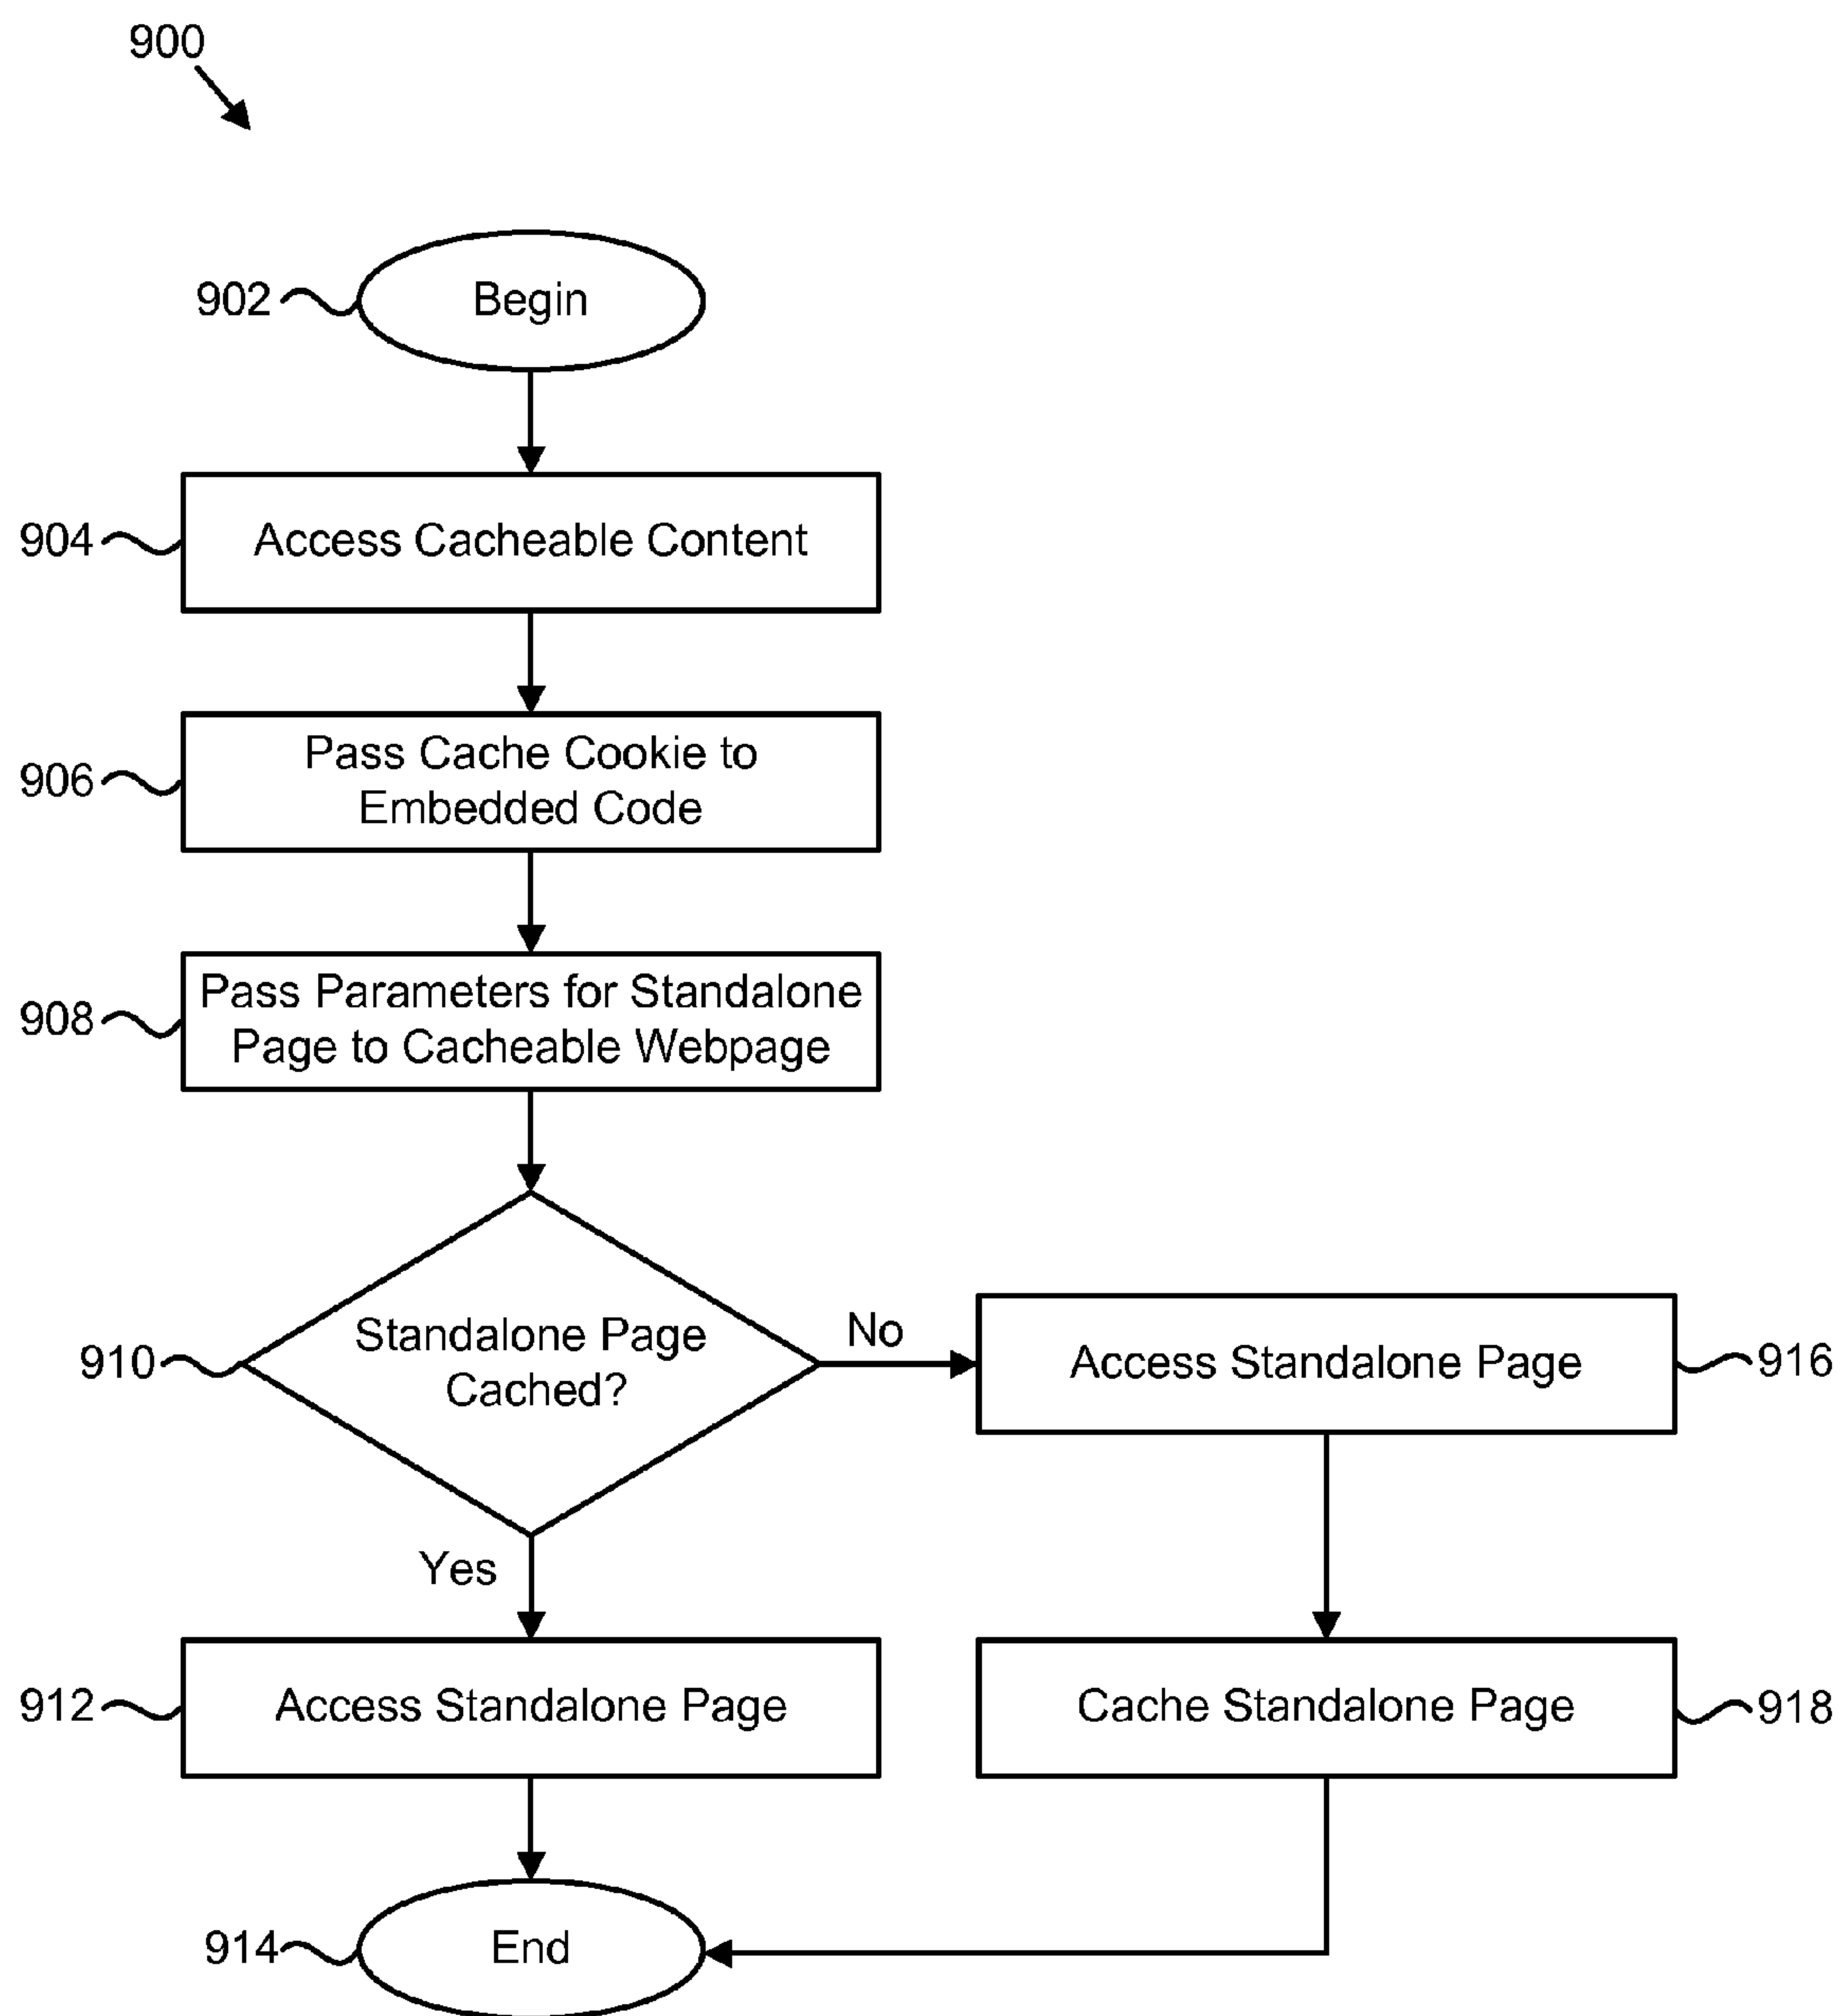 900
902
Begin
904
Access Cacheable Content
906
Pass Cache Cookie to
Embedded Code
908
Pass Parameters for Standalone
Page to Cacheable Webpage
910
Standalone Page
Cached?
No
Access Standalone Page
916
Yes
912
Access Standalone Page
Cache Standalone Page
918
914
End